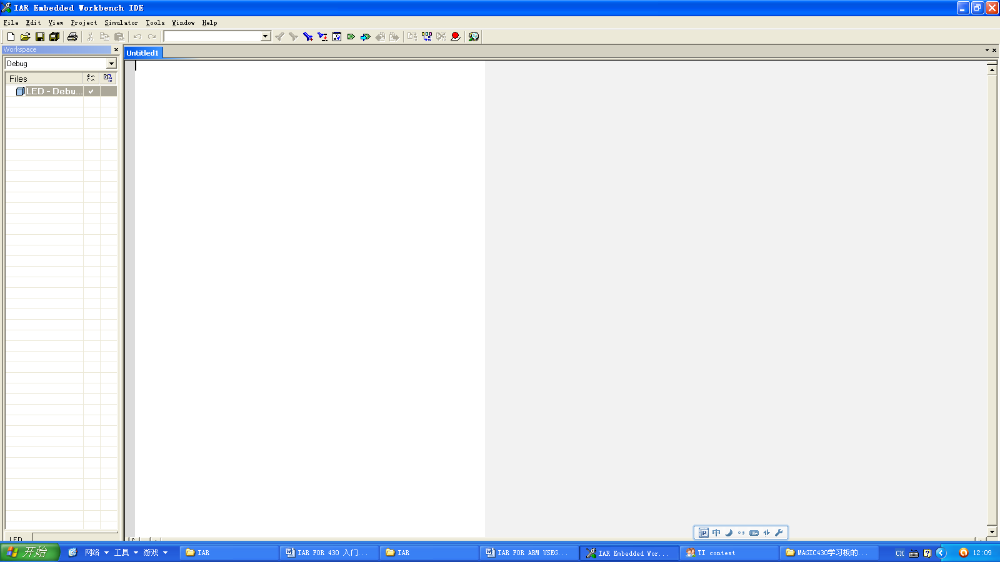 IAR Embedded Workbench IDE
File Edit View Project Simulator Tools Window Help
Workspace
Untitled1
Debug
Files
LED - Debu...
LED
中
开始 网络 工具 游戏 IAR IAR FOR 430 入门... IAR IAR FOR ARM USEG... IAR Embedded Wor... TI contest MAGIC430学习板的... CH 12:09